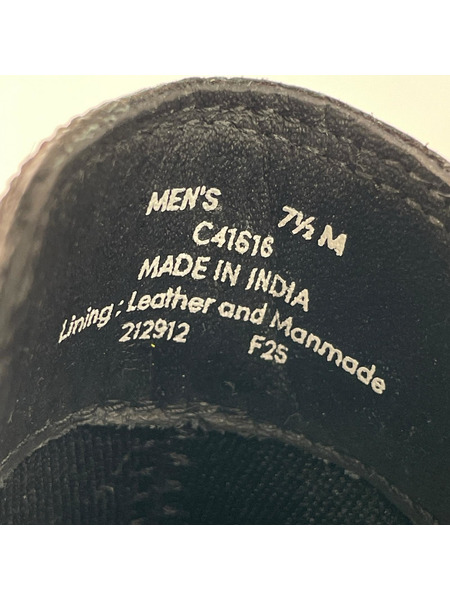 MEN'S 7½ M
C41616
MADE IN INDIA
Lining : Leather and Manmade
212912 F25